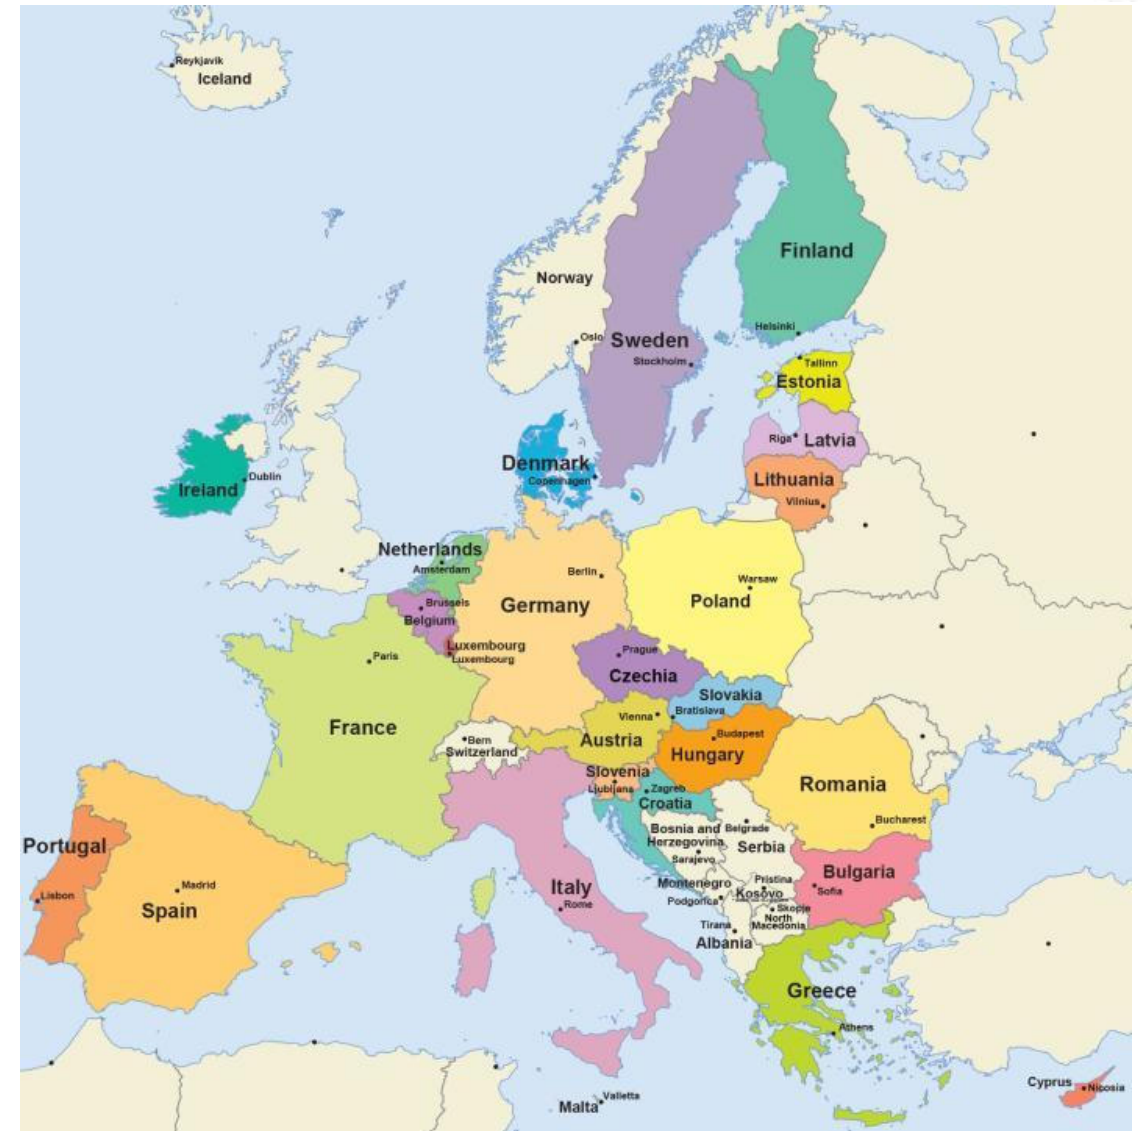 Reykjavik
Iceland
Finland
Norway
Helsinki
Oslo
Sweden
Stockholm
Tallinn
Estonia
Riga
Latvia
Denmark
Copenhagen
Dublin
Ireland
Lithuania
Vilnius
Netherlands
Amsterdam
Berlin
Warsaw
Germany
Poland
Brussels
Belgium
Luxembourg
Luxembourg
Paris
Prague
Czechia
Slovakia
Bratislava
Vienna
Austria
France
Bern
Switzerland
Budapest
Hungary
Slovenia
Ljubljana
Zagreb
Croatia
Romania
Bucharest
Bosnia and
Herzegovina
Sarajevo
Belgrade
Serbia
Portugal
Lisbon
Madrid
Spain
Italy
Rome
Montenegro
Podgorica
Pristina
Kosovo
Bulgaria
Sofia
Skopje
North
Macedonia
Tirana
Albania
Greece
Athens
Cyprus
Nicosia
Malta
Valletta